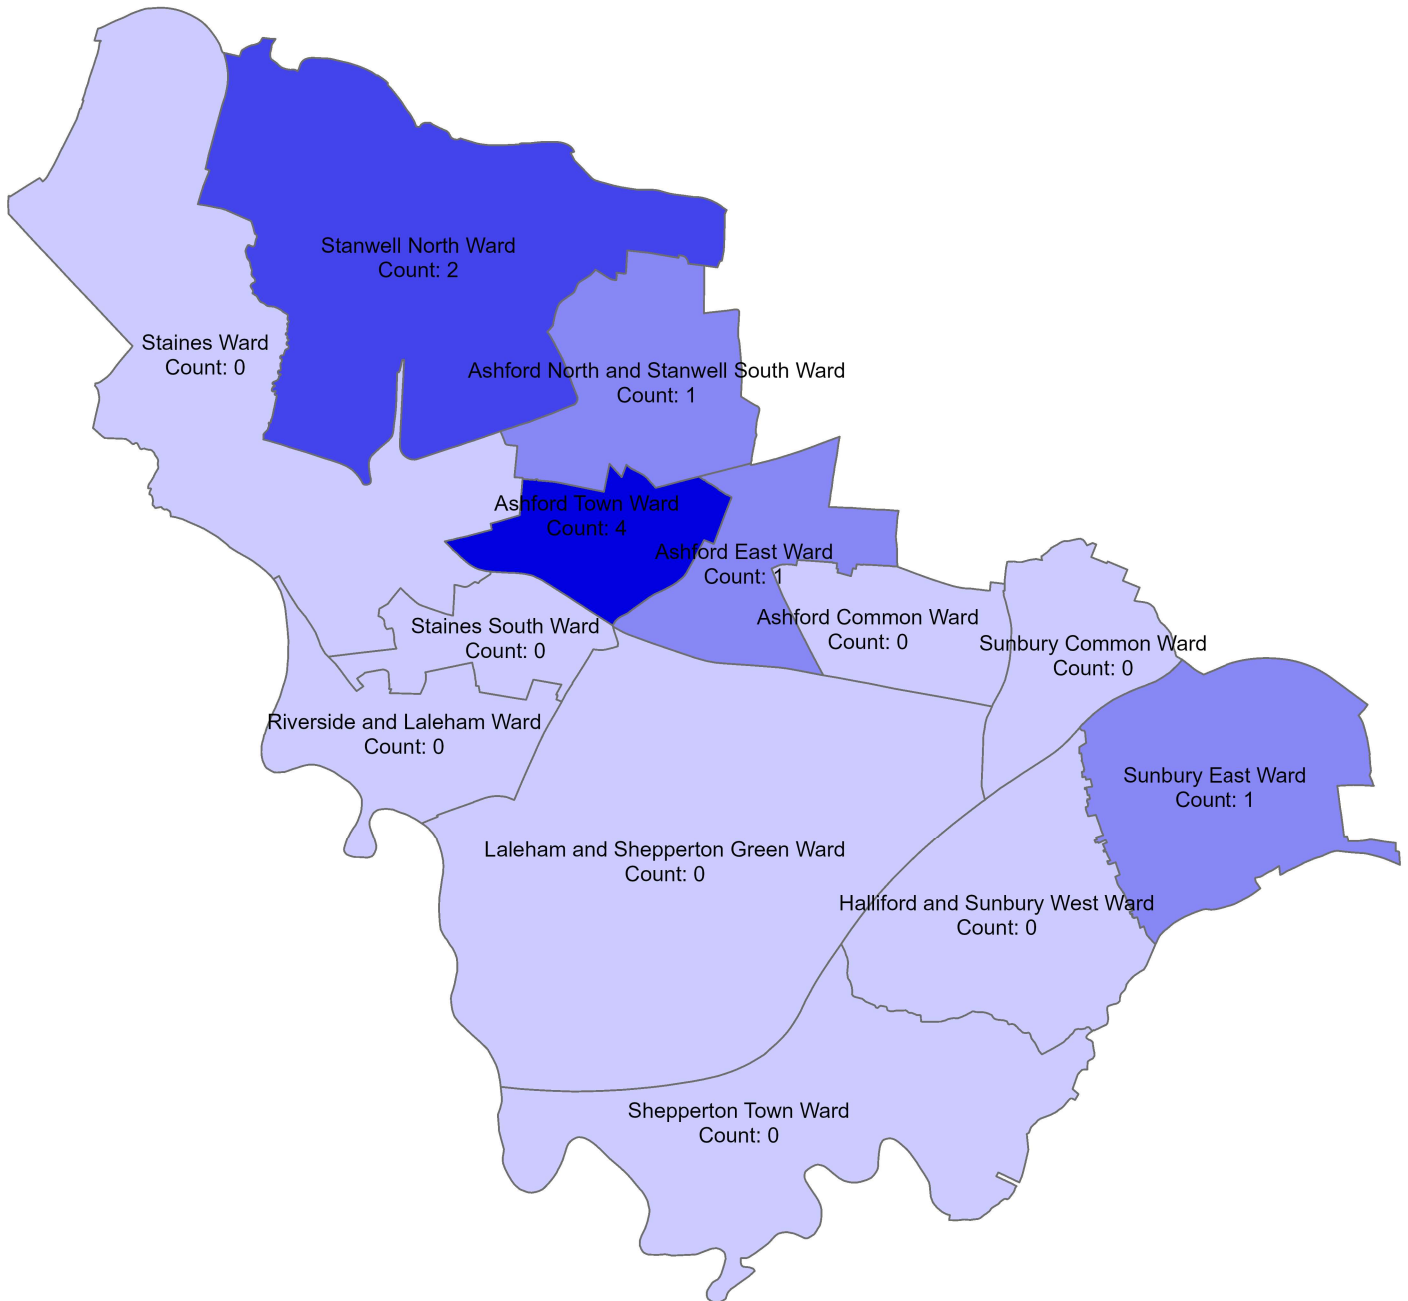 Stanwell North Ward
Count: 2
Staines Ward
Count: 0
Ashford North and Stanwell South Ward
Count: 1
Ashford Town Ward
Count: 4
Ashford East Ward
Count: 1
Ashford Common Ward
Count: 0
Staines South Ward
Count: 0
Sunbury Common Ward
Count: 0
Riverside and Laleham Ward
Count: 0
Sunbury East Ward
Count: 1
Laleham and Shepperton Green Ward
Count: 0
Halliford and Sunbury West Ward
Count: 0
Shepperton Town Ward
Count: 0